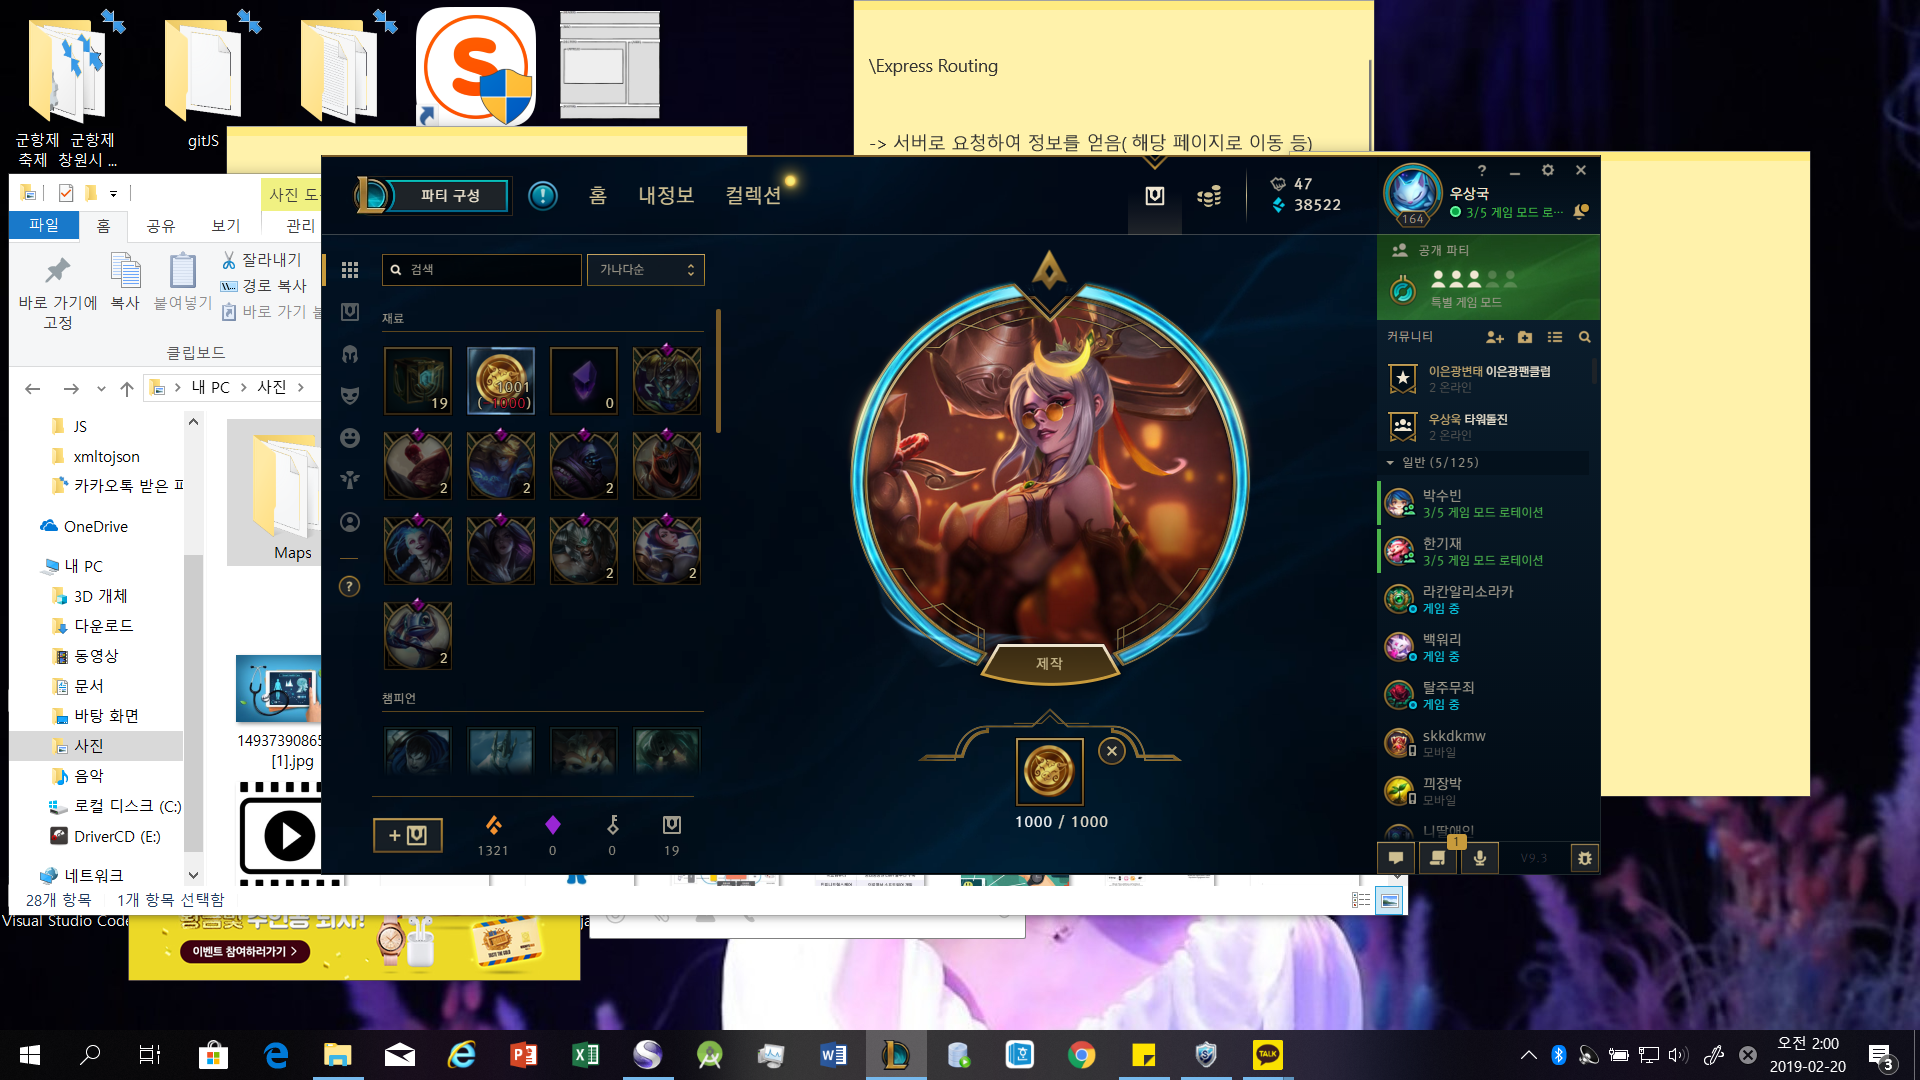 \Express Routing
-> 서버로 요청하여 정보를 얻음( 해당 페이지로 이동 등)
군항제 축제
군항제 창원시 ...
gitJS
사진 도
파일
홈
공유
보기
관리
바로 가기에 고정
복사
붙여넣기
잘라내기
경로 복사
바로 가기 붙
클립보드
내 PC
사진
JS
xmltojson
카카오톡 받은 파
OneDrive
내 PC
3D 개체
다운로드
동영상
문서
바탕 화면
사진
음악
로컬 디스크 (C:)
DriverCD (E:)
네트워크
Maps
[1].jpg
28개 항목
1개 항목 선택함
파티 구성
홈
내정보
컬렉션
47
38522
164
우상국
3/5 게임 모드 로···
검색
가나다순
재료
19
1001
(-1000)
0
2
2
2
2
2
2
챔피언
1321
0
0
19
제작
1000 / 1000
공개 파티
특별 게임 모드
커뮤니티
이은광변태 이은광팬클럽
2 온라인
우상욱 타워돌진
2 온라인
일반 (5/125)
박수빈
3/5 게임 모드 로테이션
한기재
3/5 게임 모드 로테이션
라칸알리소라카
게임 중
백워리
게임 중
탈주무죄
게임 중
skkdkmw
모바일
끠장박
모바일
1
V9.3
Visual Studio Code
이벤트 참여하러가기 >
TALK
오전 2:00
2019-02-20
3